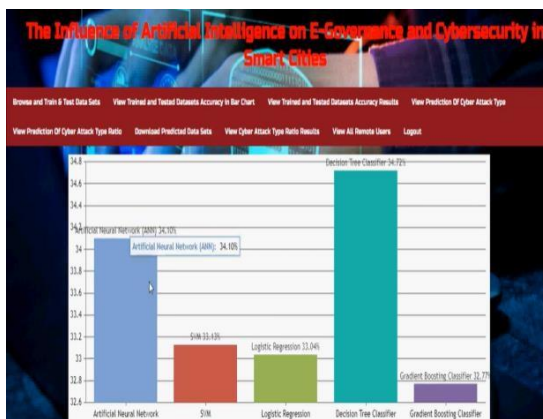 The Influence of Artificial Intelligence on E-Governance and Cybersecurity in
Smart Cities
Browse and Train & Test Data Sets View Trained and Tested Datasets Accuracy in Bar Chart View Trained and Tested Datasets Accuracy Results View Prediction Of Cyber Attack Type
View Prediction Of Cyber Attack Type Ratio Download Predicted Data Sets View Cyber Attack Type Ratio Results View All Remote Users Logout
34.8
Decision Tree Classifier 34.72%
34.6
34.4
34.2
Artificial Neural Network (ANN) 34.10%
34
Artificial Neural Network (ANN): 34.10%
33.8
33.6
33.4
33.2
SVM 33.13%
Logistic Regression 33.04%
33
32.8
Gradient Boosting Classifier 32.77%
32.6
Artificial Neural Network SVM Logistic Regression Decision Tree Classifier Gradient Boosting Classifier